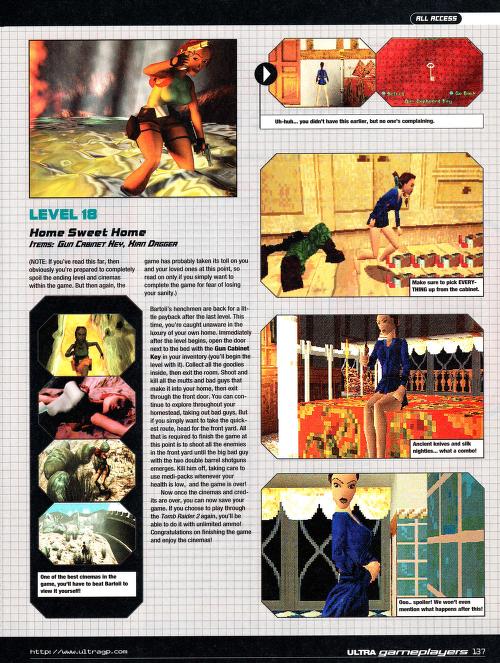 ALL ACCESS
Select
Go Back
Gun Cupboard Key
Uh-huh... you didn't have this earlier, but no one's complaining.
LEVEL 18
Home Sweet Home
Items: Gun Cabinet Key, Xian Dagger
(NOTE: If you've read this far, then
obviously you're prepared to completely
spoil the ending level and cinemas
within the game. But then again, the
game has probably taken its toll on you
and your loved ones at this point, so
read on only if you simply want to
complete the game for fear of losing
your sanity.)
Bartoli's henchmen are back for a lit-
tle payback after the last level. This
time, you're caught unaware in the
luxury of your own home. Immediately
after the level begins, open the door
next to the bed with the Gun Cabinet
Key in your inventory (you'll begin the
level with it). Collect all the goodies
inside, then exit the room. Shoot and
kill all the mutts and bad guys that
make it into your home, then exit
through the front door. You can con-
tinue to explore throughout your
homestead, taking out bad guys. But
if you simply want to take the quick-
est route, head for the front yard. All
that is required to finish the game at
this point is to shoot all the enemies
in the front yard until the big bad guy
with the two double barrel shotguns
emerges. Kill him off, taking care to
use medi-packs whenever your
health is low, and the game is over!
Now once the cinemas and cred-
its are over, you can now save your
game. If you choose to play through
the Tomb Raider 2 again, you'll be
able to do it with unlimited ammo!
Congratulations on finishing the game
and enjoy the cinemas!
One of the best cinemas in the
game, you'll have to beat Bartoli to
view it yourself!
Make sure to pick EVERY-
THING up from the cabinet.
Ancient knives and silk
nighties... what a combo!
Ooo.. spoiler! We won't even
mention what happens after this!
http://www.ultragp.com
ULTRA gameplayers 137